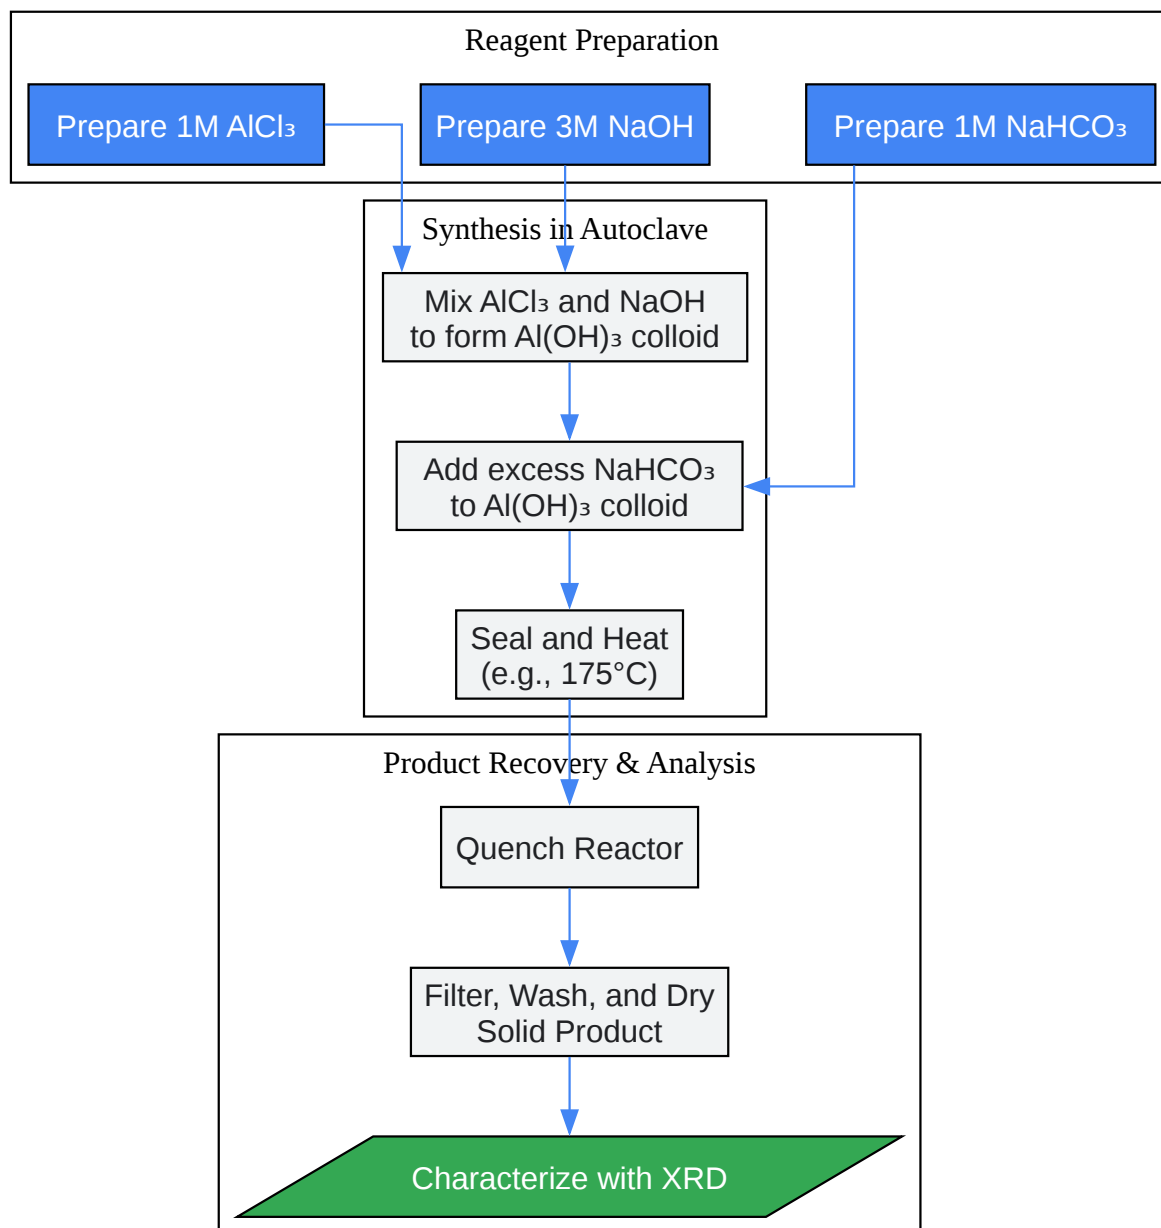 Reagent Preparation
Prepare 1M AlCl₃
Prepare 3M NaOH
Prepare 1M NaHCO₃
Synthesis in Autoclave
Mix AlCl₃ and NaOH
to form Al(OH)₃ colloid
Add excess NaHCO₃
to Al(OH)₃ colloid
Seal and Heat
(e.g., 175°C)
Product Recovery & Analysis
Quench Reactor
Filter, Wash, and Dry
Solid Product
Characterize with XRD